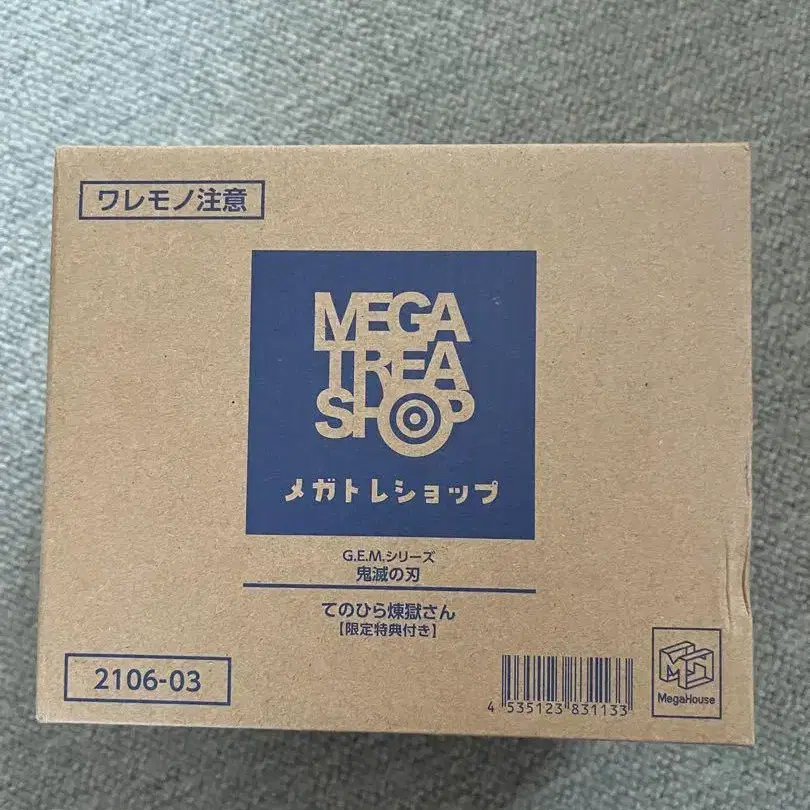 ワレモノ注意
MEGA
TREA
SHOP
メガトレショップ
G.E.M.シリーズ
鬼滅の刃
てのひら煉獄さん
【限定特典付き】
2106-03
4 535123 831133
MegaHouse